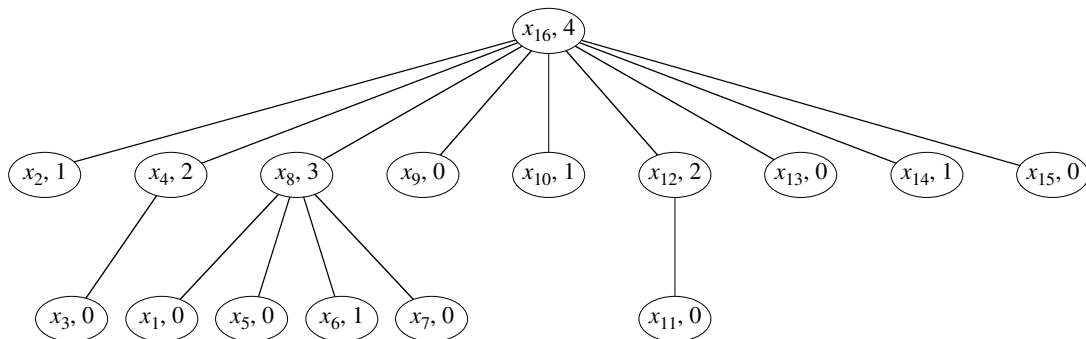 x₁₆, 4
x₂, 1 x₄, 2 x₈, 3 x₉, 0 x₁₀, 1 x₁₂, 2 x₁₃, 0 x₁₄, 1 x₁₅, 0
x₃, 0 x₁, 0 x₅, 0 x₆, 1 x₇, 0 x₁₁, 0